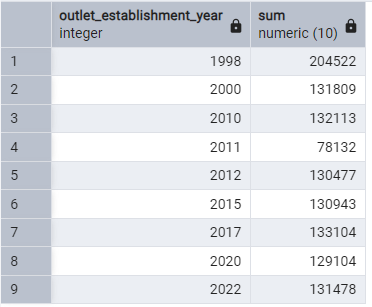 outlet_establishment_year sum
integer numeric (10)
1 1998 204522
2 2000 131809
3 2010 132113
4 2011 78132
5 2012 130477
6 2015 130943
7 2017 133104
8 2020 129104
9 2022 131478